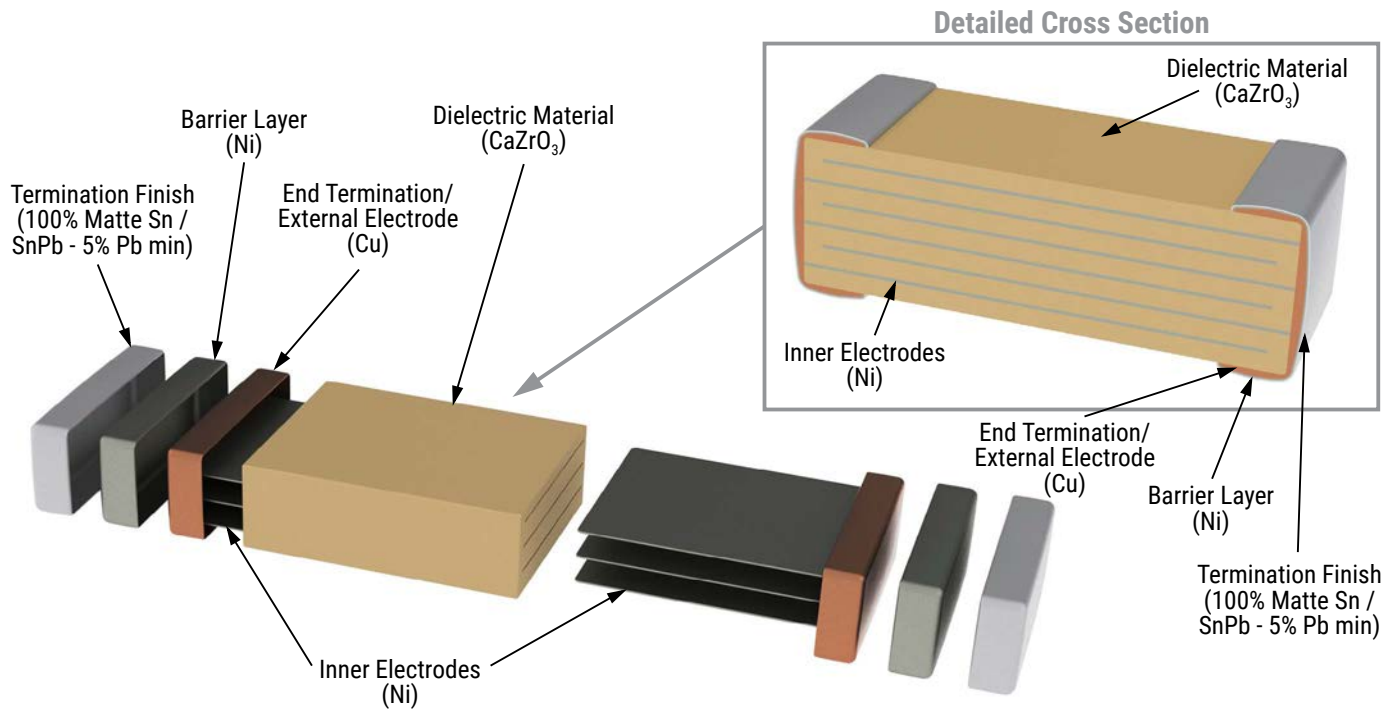 Detailed Cross Section
Dielectric Material
(CaZrO₃)
Barrier Layer
(Ni)
Dielectric Material
(CaZrO₃)
Termination Finish
(100% Matte Sn /
SnPb - 5% Pb min)
End Termination/
External Electrode
(Cu)
Inner Electrodes
(Ni)
End Termination/
External Electrode
(Cu)
Barrier Layer
(Ni)
Termination Finish
(100% Matte Sn /
SnPb - 5% Pb min)
Inner Electrodes
(Ni)